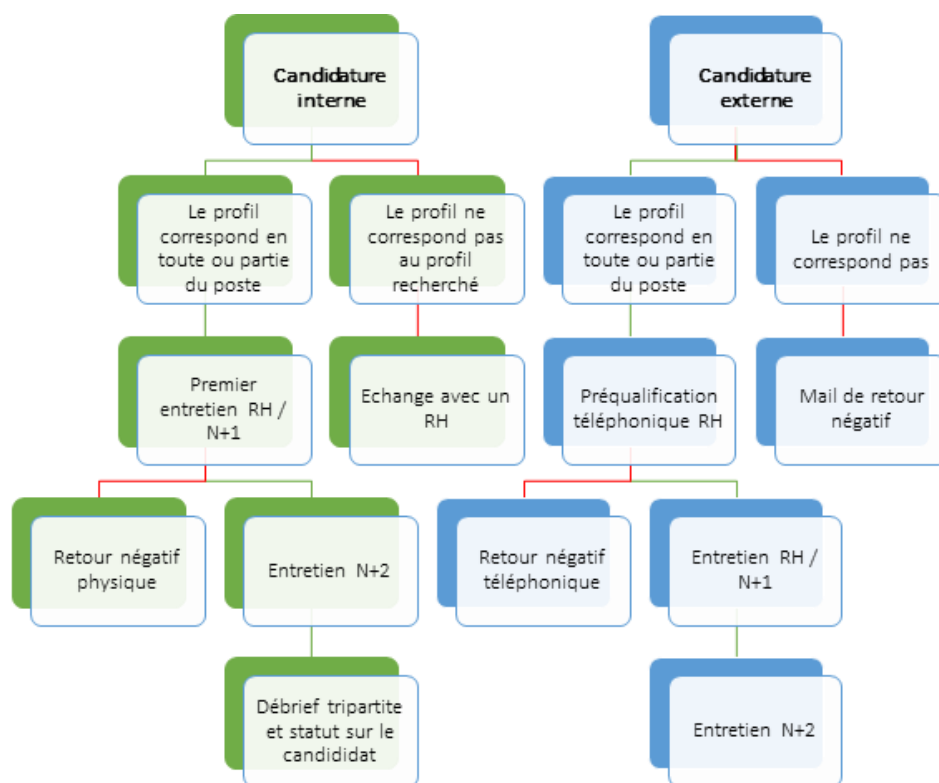 Candidature
interne
Candidature
externe
Le profil
correspond en
toute ou partie
du poste
Le profil ne
correspond pas
au profil
recherché
Le profil
correspond en
toute ou partie
du poste
Le profil ne
correspond pas
Premier
entretien RH /
N+1
Echange avec un
RH
Préqualification
téléphonique RH
Mail de retour
négatif
Retour négatif
physique
Entretien N+2
Retour négatif
téléphonique
Entretien RH /
N+1
Débrief tripartite
et statut sur le
candididat
Entretien N+2